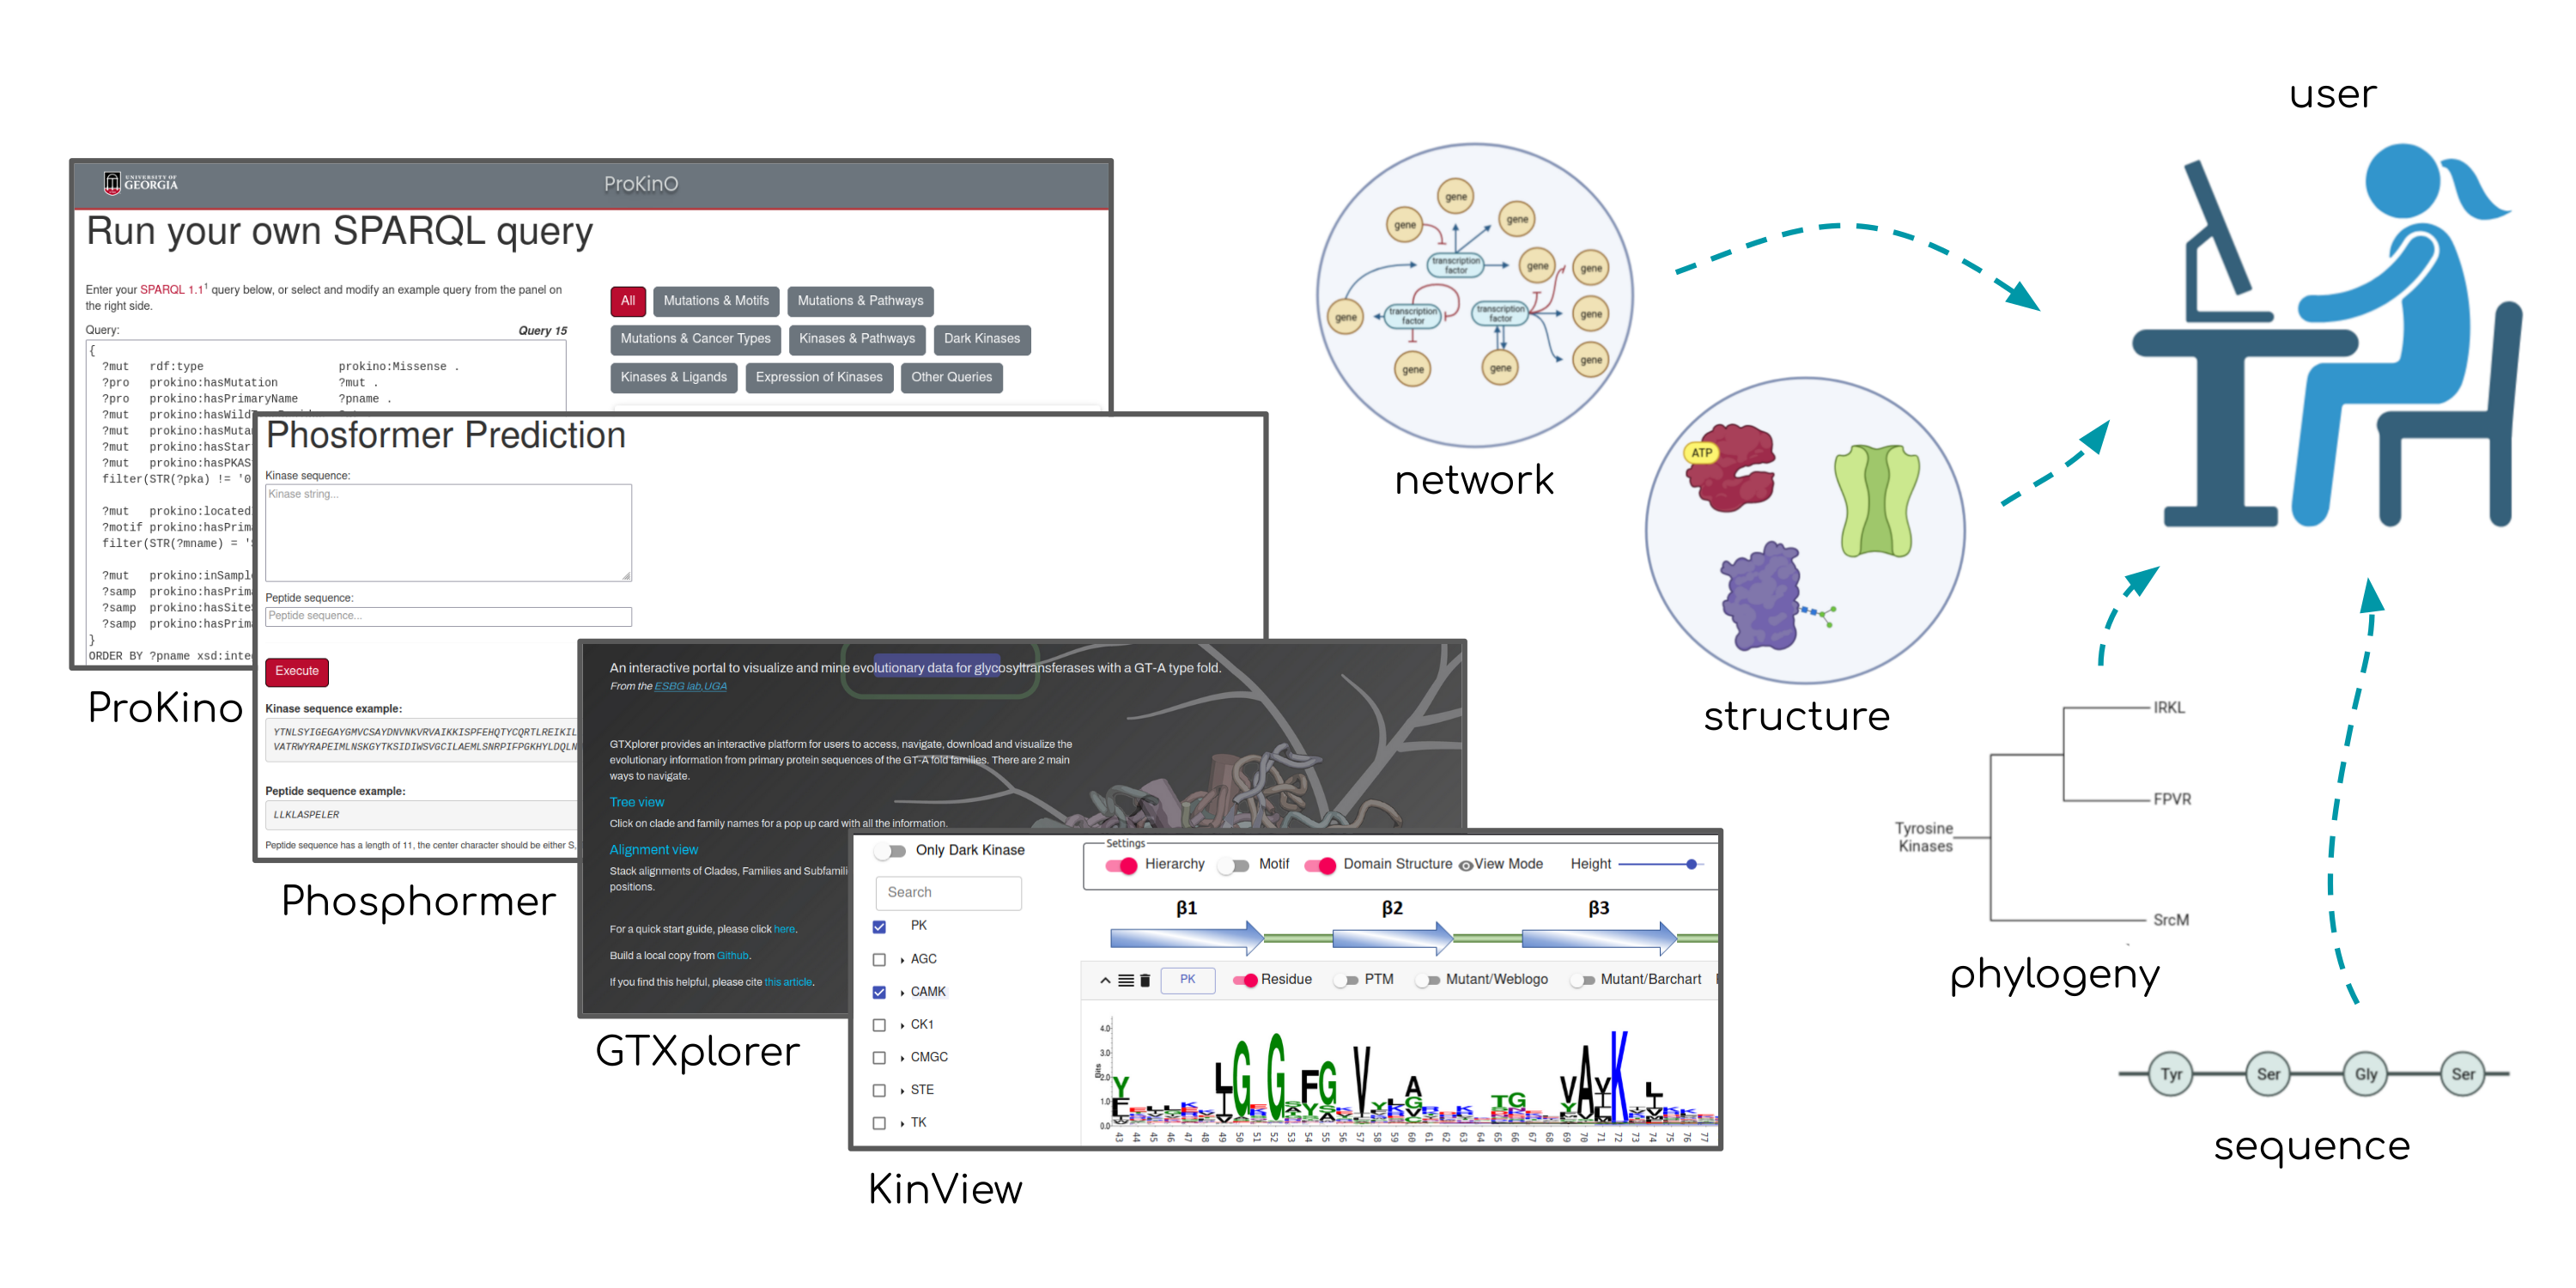 user
UNIVERSITY OF
GEORGIA
ProKinO
Run your own SPARQL query
Enter your SPARQL 1.1¹ query below, or select and modify an example query from the panel on
the right side.
Query:
Query 15
{
?mut rdf:type prokino:Missense .
?pro prokino:hasMutation ?mut .
?pro prokino:hasPrimaryName ?pname .
?mut prokino:hasWild
?mut prokino:hasMuta
?mut prokino:hasStar
?mut prokino:hasPKAS
filter(STR(?pka) != '0
?mut prokino:located
?motif prokino:hasPrim
filter(STR(?mname) = '
?mut prokino:inSampl
?samp prokino:hasPrim
?samp prokino:hasSite
?samp prokino:hasPrim
}
ORDER BY ?pname xsd:inte
All
Mutations & Motifs
Mutations & Pathways
Mutations & Cancer Types
Kinases & Pathways
Dark Kinases
Kinases & Ligands
Expression of Kinases
Other Queries
ProKino
Phosformer Prediction
Kinase sequence:
Kinase string...
Peptide sequence:
Peptide sequence...
Execute
Kinase sequence example:
YTNLSYIGEGAYGMVCSAYDNVNKVRVAIKKISPFEHQTYCQRTLREIKIL
VATRWYRAPEIMLNSKGYTKSIDIWSVGCILAEMLSNRPIFPGKHYLDQLN
Peptide sequence example:
LLKLASPELER
Peptide sequence has a length of 11, the center character should be either S,
Phosphormer
An interactive portal to visualize and mine evolutionary data for glycosyltransferases with a GT-A type fold.
From the ESBG lab,UGA
GTXplorer provides an interactive platform for users to access, navigate, download and visualize the
evolutionary information from primary protein sequences of the GT-A fold families. There are 2 main
ways to navigate.
Tree view
Click on clade and family names for a pop up card with all the information.
Alignment view
Stack alignments of Clades, Families and Subfamili
positions.
For a quick start guide, please click here.
Build a local copy from Github.
If you find this helpful, please cite this article.
GTXplorer
Only Dark Kinase
Search
PK
AGC
CAMK
CK1
CMGC
STE
TK
Settings
Hierarchy
Motif
Domain Structure
View Mode
Height
β1
β2
β3
PK
Residue
PTM
Mutant/Weblogo
Mutant/Barchart
Bits
4.0
3.0
2.0
1.0
0.0
43 44 45 46 47 48 49 50 51 52 53 54 55 56 57 58 59 60 61 62 63 64 65 66 67 68 69 70 71 72 73 74 75 76 77
KinView
gene
gene
gene
transcription
factor
gene
gene
gene
transcription
factor
transcription
factor
gene
gene
gene
gene
network
ATP
structure
Tyrosine
Kinases
IRKL
FPVR
SrcM
phylogeny
Tyr
Ser
Gly
Ser
sequence